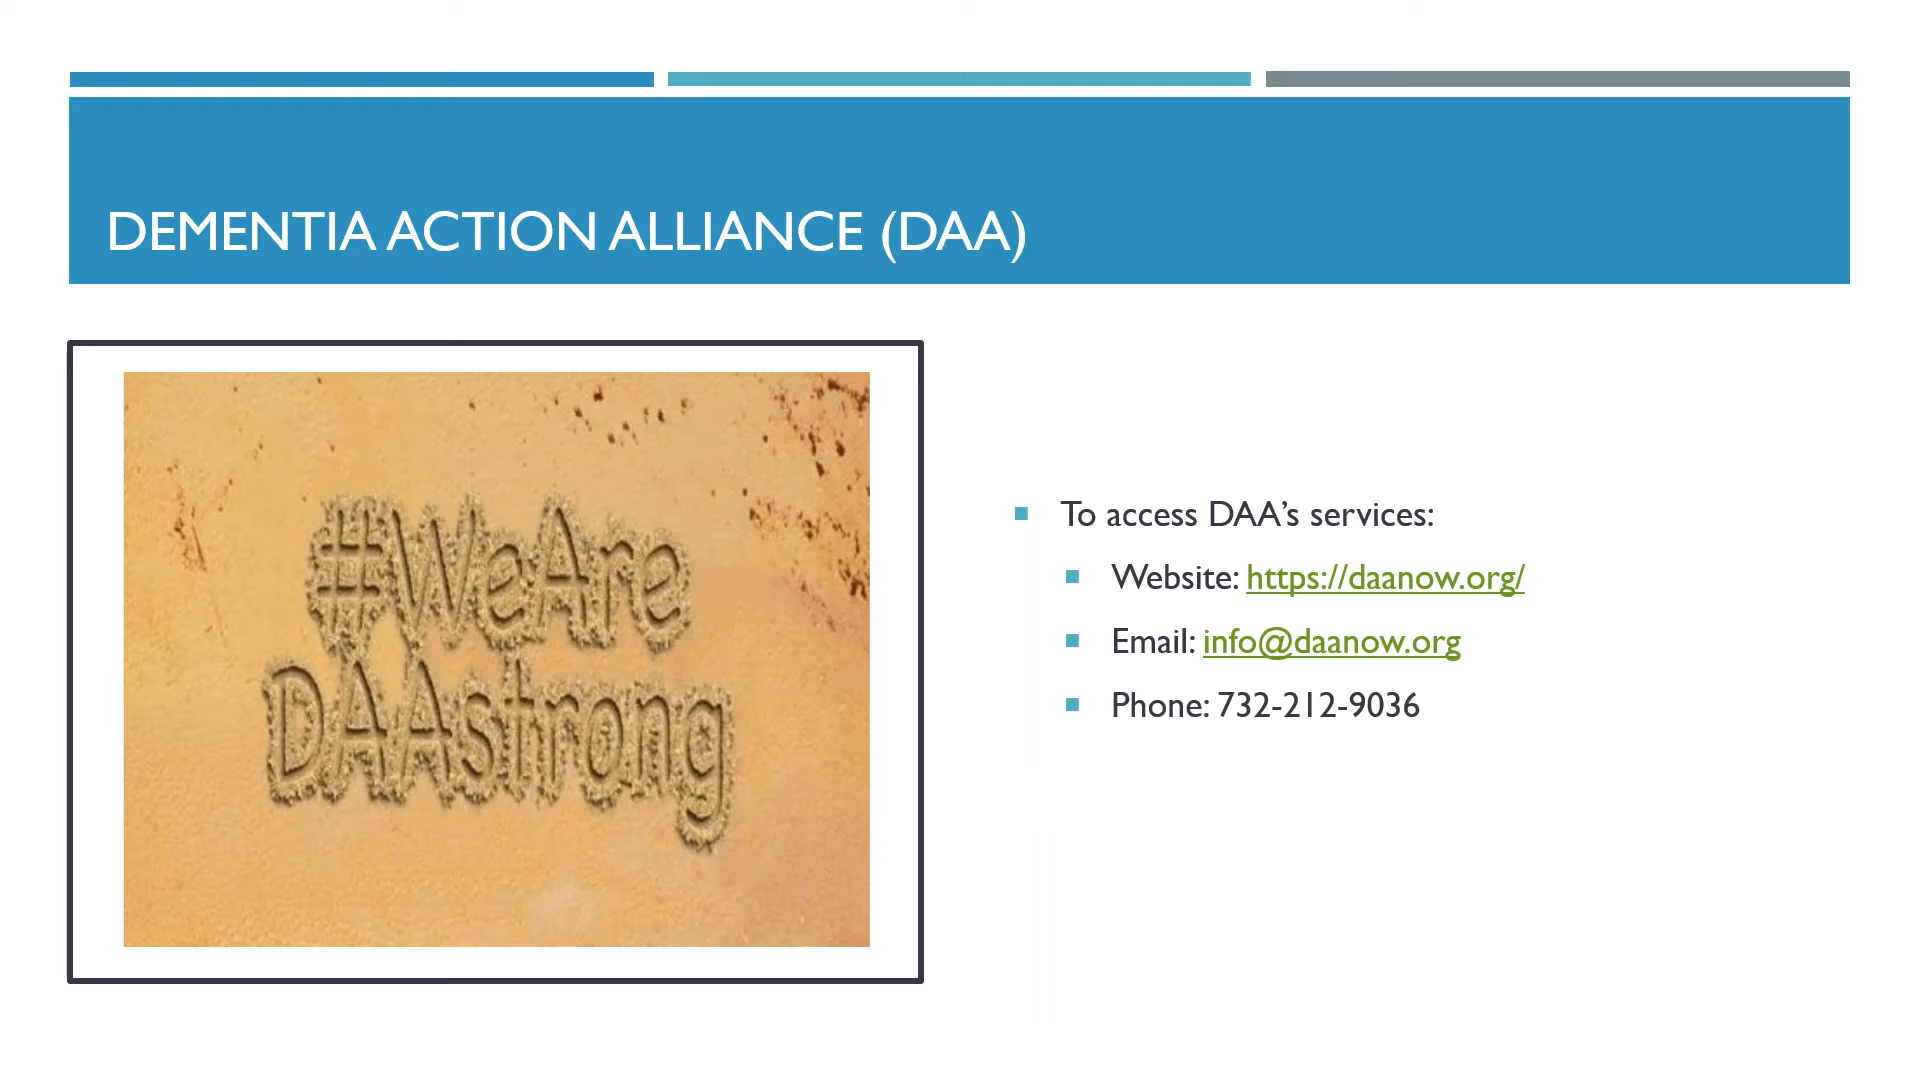 DEMENTIA ACTION ALLIANCE (DAA)
#WeAre
DAAstrong
To access DAA’s services:
Website: https://daanow.org/
Email: info@daanow.org
Phone: 732-212-9036